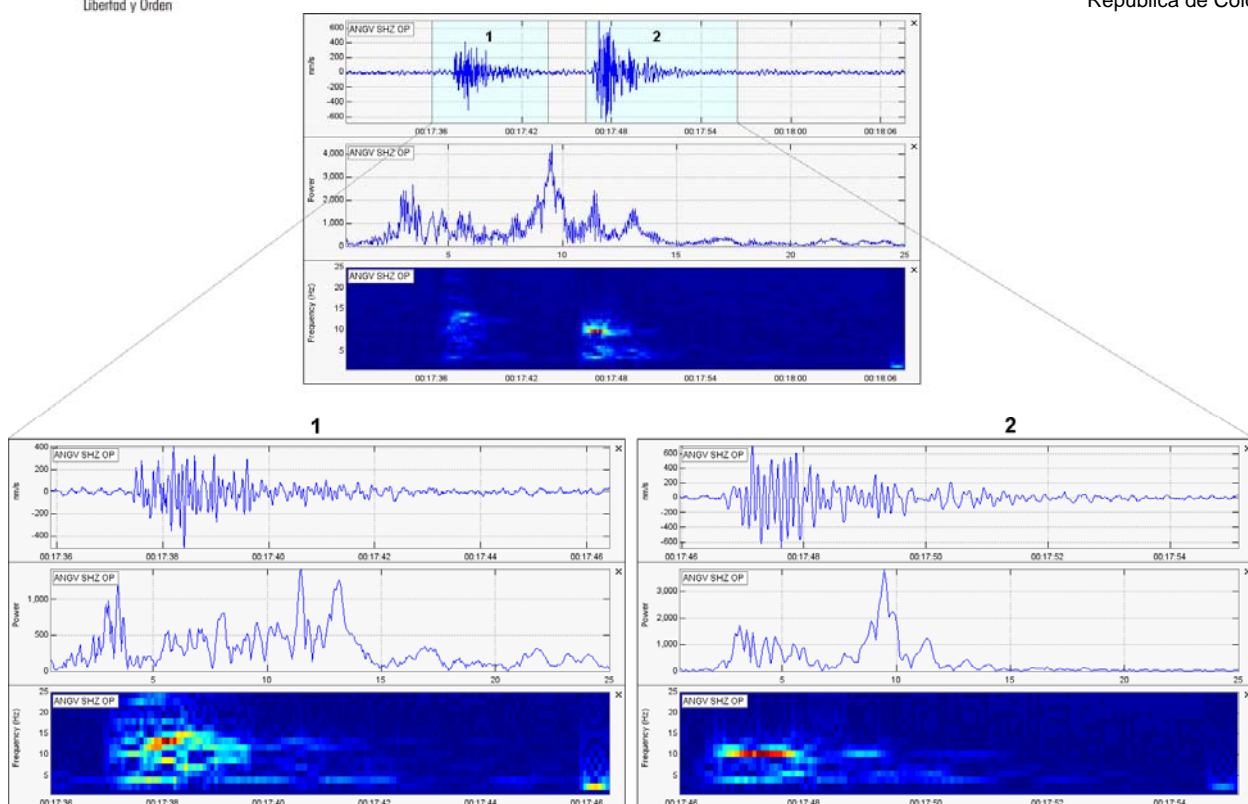 Libertad y Orden
República de Col
ANGV SHZ OP
1
2
600
400
200
0
-200
-400
-600
nm/s
00:17:36 00:17:42 00:17:48 00:17:54 00:18:00 00:18:06
ANGV SHZ OP
4,000
3,000
2,000
1,000
0
Power
5 10 15 20 25
ANGV SHZ OP
25
20
15
10
5
Frequency (Hz)
00:17:36 00:17:42 00:17:48 00:17:54 00:18:00 00:18:06
1
ANGV SHZ OP
400
200
0
-200
-400
nm/s
00:17:36 00:17:38 00:17:40 00:17:42 00:17:44 00:17:46
ANGV SHZ OP
1,000
500
0
Power
5 10 15 20 25
ANGV SHZ OP
25
20
15
10
5
Frequency (Hz)
00:17:36 00:17:38 00:17:40 00:17:42 00:17:44 00:17:46
2
ANGV SHZ OP
600
400
200
0
-200
-400
-600
nm/s
00:17:46 00:17:48 00:17:50 00:17:52 00:17:54
ANGV SHZ OP
3,000
2,000
1,000
0
Power
5 10 15 20 25
ANGV SHZ OP
25
20
15
10
5
Frequency (Hz)
00:17:46 00:17:48 00:17:50 00:17:52 00:17:54